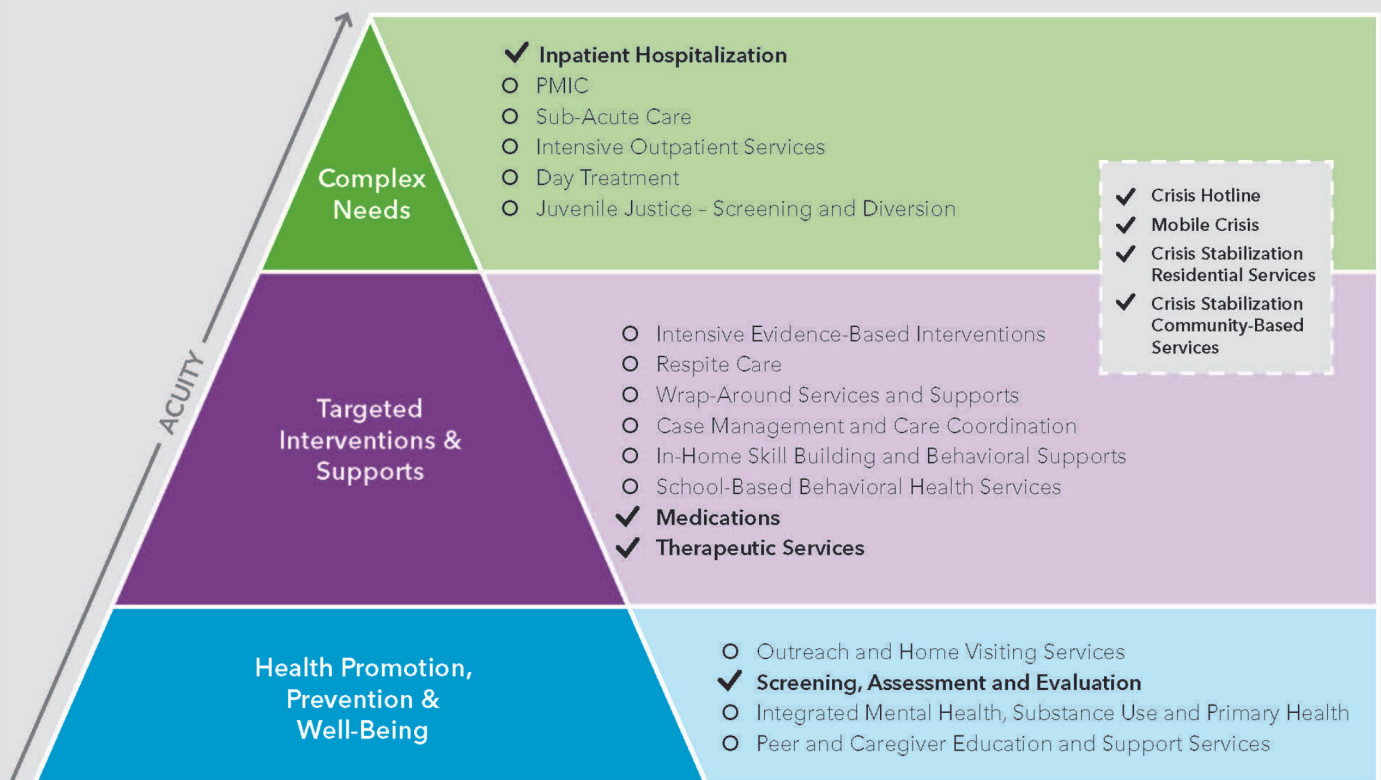 ACUITY
Complex
Needs
✓ Inpatient Hospitalization
O PMIC
O Sub-Acute Care
O Intensive Outpatient Services
O Day Treatment
O Juvenile Justice – Screening and Diversion
✓ Crisis Hotline
✓ Mobile Crisis
✓ Crisis Stabilization
Residential Services
✓ Crisis Stabilization
Community-Based
Services
Targeted
Interventions &
Supports
O Intensive Evidence-Based Interventions
O Respite Care
O Wrap-Around Services and Supports
O Case Management and Care Coordination
O In-Home Skill Building and Behavioral Supports
O School-Based Behavioral Health Services
✓ Medications
✓ Therapeutic Services
Health Promotion,
Prevention &
Well-Being
O Outreach and Home Visiting Services
✓ Screening, Assessment and Evaluation
O Integrated Mental Health, Substance Use and Primary Health
O Peer and Caregiver Education and Support Services